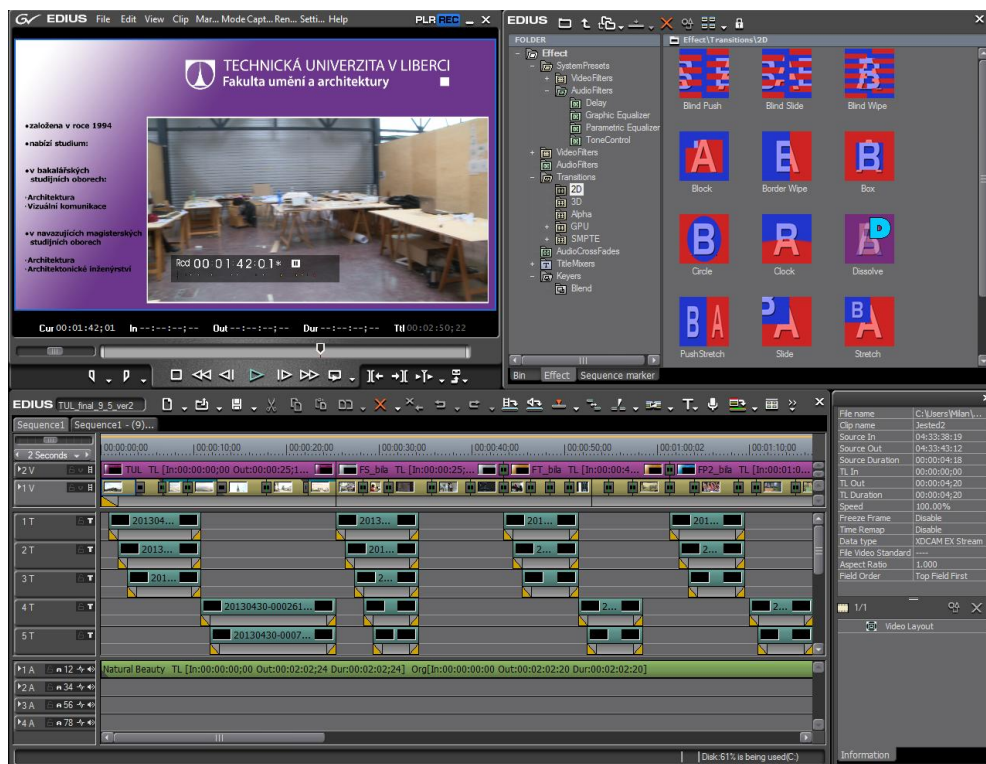 EDIUS File Edit View Clip Mar... Mode Capt... Ren... Setti... Help PLR REC
TECHNICKÁ UNIVERZITA V LIBERCI
Fakulta umění a architektury
•založena v roce 1994
•nabízí studium:
•v bakalářských
studijních oborech:
·Architektura
·Vizuální komunikace
•v navazujících magisterských
studijních oborech
·Architektura
·Architektonické inženýrství
Rcd 00:01:42:01*
Cur 00:01:42;01 In --:--:--;-- Out --:--:--;-- Dur --:--:--;-- Ttl 00:02:50;22
EDIUS
FOLDER
Effect
SystemPresets
VideoFilters
AudioFilters
Delay
Graphic Equalizer
Parametric Equalizer
ToneControl
VideoFilters
AudioFilters
Transitions
2D
3D
Alpha
GPU
SMPTE
AudioCrossFades
TitleMixers
Keyers
Blend
Effect\Transitions\2D
Blind Push Blind Slide Blind Wipe
Block Border Wipe Box
Circle Clock Dissolve
PushStretch Slide Stretch
Bin Effect Sequence marker
EDIUS TUL_final_9_5_ver2
Sequence1 Sequence1 - (9)...
2 Seconds
00:00:00;00 00:00:10;00 00:00:20;00 00:00:30;00 00:00:40;00 00:00:50;00 00:01:00;02 00:01:10;02
2 V TUL TL [In:00:00:00;00 Out:00:00:25;1... FS_bila TL [In:00:00:25;... FT_bila TL [In:00:00:4... FP2_bila TL [In:00:01:0...
1 V
1 T 201304... 2013... 201... 201...
2 T 2013... 201... 2... 2...
3 T 201... 2...
4 T 20130430-000261... 2... 2...
5 T 20130430-0007...
1 A 12 Natural Beauty TL [In:00:00:00;00 Out:00:02:02;24 Dur:00:02:02;24] Org[In:00:00:00;00 Out:00:02:02;20 Dur:00:02:02;20]
2 A 34
3 A 56
4 A 78
Disk:61% is being used(C:)
File name C:\Users\Milan\...
Clip name Jested2
Source In 04:33:38:19
Source Out 04:33:43:12
Source Duration 00:00:04:18
TL In 00:00:00;00
TL Out 00:00:04;20
TL Duration 00:00:04;20
Speed 100.00%
Freeze Frame Disable
Time Remap Disable
Data type XDCAM EX Stream
File Video Standard ----
Aspect Ratio 1.000
Field Order Top Field First
1/1
Video Layout
Information